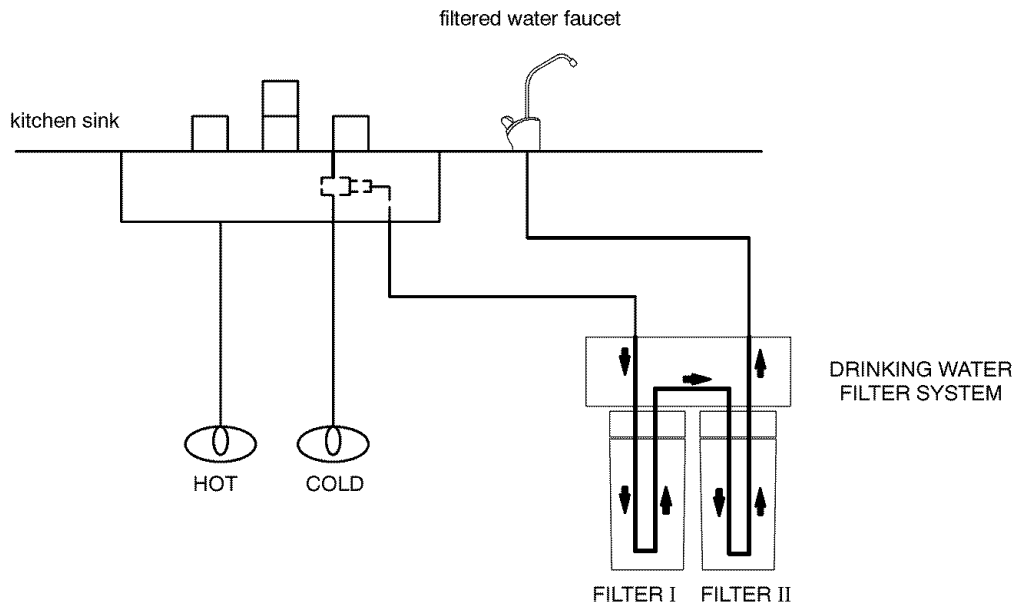 filtered water faucet
kitchen sink
DRINKING WATER
FILTER SYSTEM
HOT
COLD
FILTER I
FILTER II